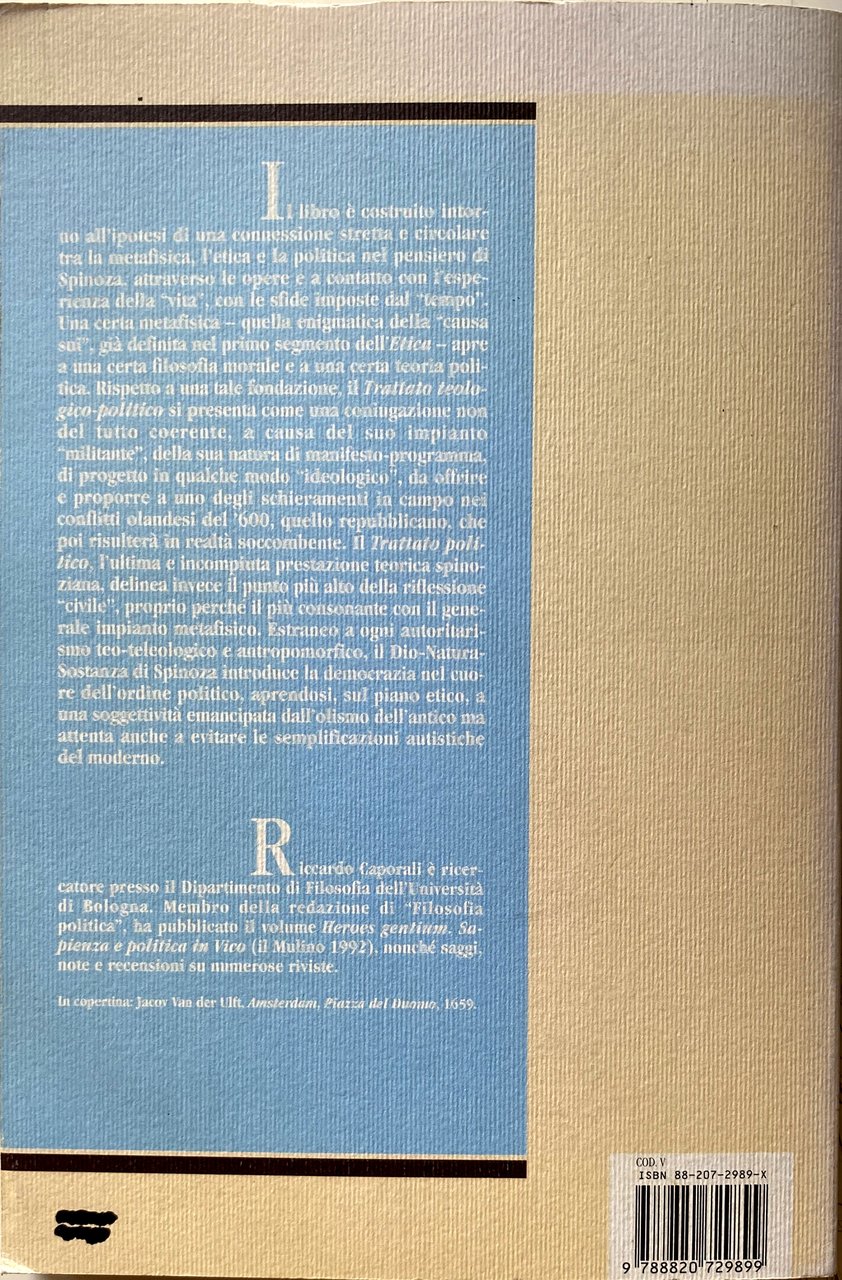 Il libro è costruito intor-
no all'ipotesi di una connessione stretta e circolare
tra la metafisica, l'etica e la politica nel pensiero di
Spinoza, attraverso le opere e a contatto con l'espe-
rienza della "vita", con le sfide imposte dal "tempo".
Una certa metafisica – quella enigmatica della "causa
sui", già definita nel primo segmento dell'Etica – apre
a una certa filosofia morale e a una certa teoria poli-
tica. Rispetto a una tale fondazione, il Trattato teolo-
gico-politico si presenta come una coniugazione non
del tutto coerente, a causa del suo impianto
"militante", della sua natura di manifesto-programma,
di progetto in qualche modo "ideologico", da offrire
e proporre a uno degli schieramenti in campo nei
conflitti olandesi del '600, quello repubblicano, che
poi risulterà in realtà soccombente. Il Trattato poli-
tico, l'ultima e incompiuta prestazione teorica spino-
ziana, delinea invece il punto più alto della riflessione
"civile", proprio perché il più consonante con il gene-
rale impianto metafisico. Estraneo a ogni autoritari-
smo teo-teleologico e antropomorfico, il Dio-Natura-
Sostanza di Spinoza introduce la democrazia nel cuo-
re dell'ordine politico, aprendosi, sul piano etico, a
una soggettività emancipata dall'olismo dell'antico ma
attenta anche a evitare le semplificazioni autistiche
del moderno.
Riccardo Caporali è ricer-
catore presso il Dipartimento di Filosofia dell'Università
di Bologna. Membro della redazione di "Filosofia
politica", ha pubblicato il volume Heroes gentium. Sa-
pienza e politica in Vico (il Mulino 1992), nonché saggi,
note e recensioni su numerose riviste.
In copertina: Jacov Van der Ulft, Amsterdam, Piazza del Duomo, 1659.
COD. V
ISBN 88-207-2989-X
9 788820 729899